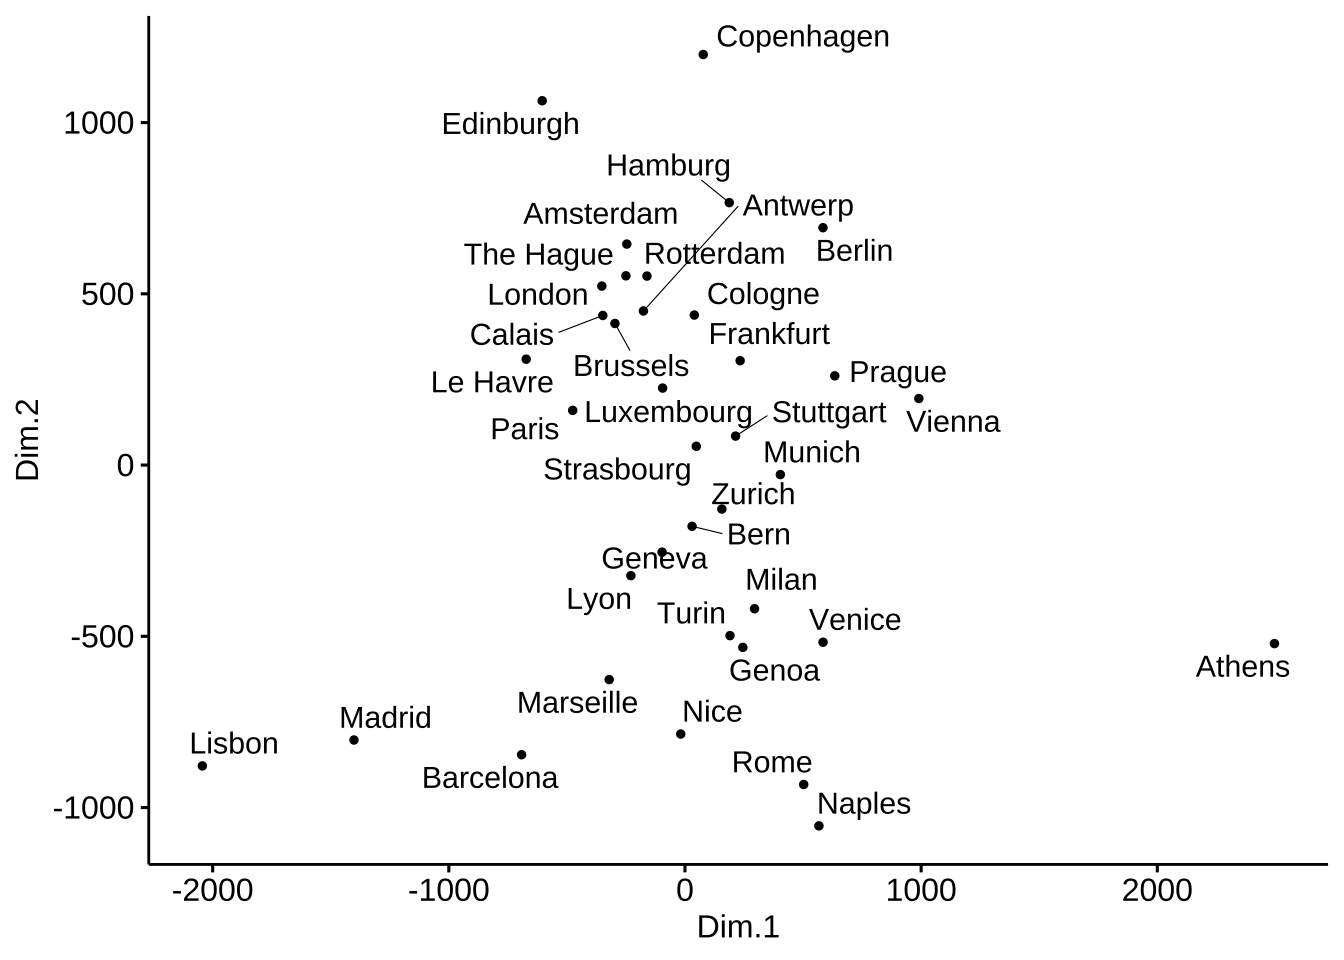 Copenhagen
Edinburgh
1000
Hamburg
Antwerp
Amsterdam
Berlin
The Hague
Rotterdam
500
London
Cologne
Calais
Frankfurt
Brussels
Prague
Le Havre
Luxembourg
Stuttgart
Vienna
Paris
Dim.2
Munich
0
Strasbourg
Zurich
Bern
Geneva
Milan
Lyon
Turin
Venice
-500
Genoa
Athens
Marseille
Nice
Madrid
Lisbon
Rome
Barcelona
Naples
-1000
-2000 -1000 0 1000 2000
Dim.1